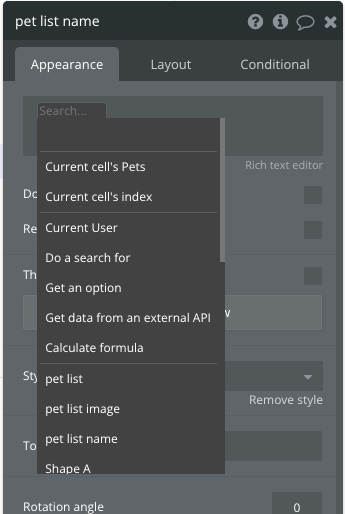 pet list name
Appearance
Layout
Conditional
Search...
Rich text editor
Current cell's Pets
Current cell's index
Do
Current User
Re
Do a search for
Th
Get an option
Get data from an external API
w
Calculate formula
Sty
pet list
Remove style
pet list image
To
pet list name
Shape A
Rotation angle
0